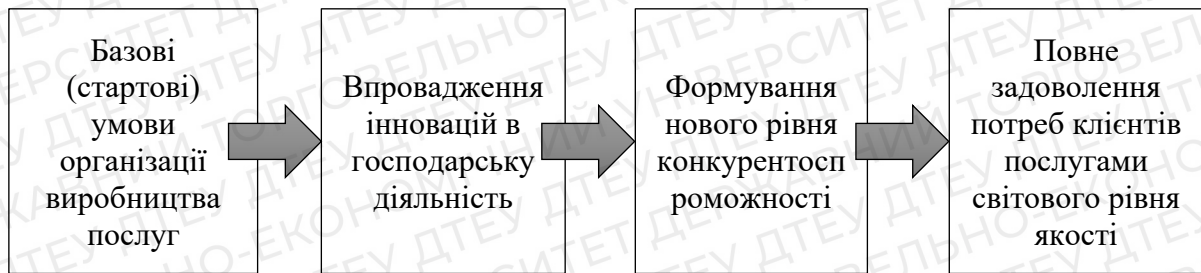 Базові
(стартові)
умови
організації
виробництва
послуг
Впровадження
інновацій в
господарську
діяльність
Формування
нового рівня
конкурентосп
роможності
Повне
задоволення
потреб клієнтів
послугами
світового рівня
якості